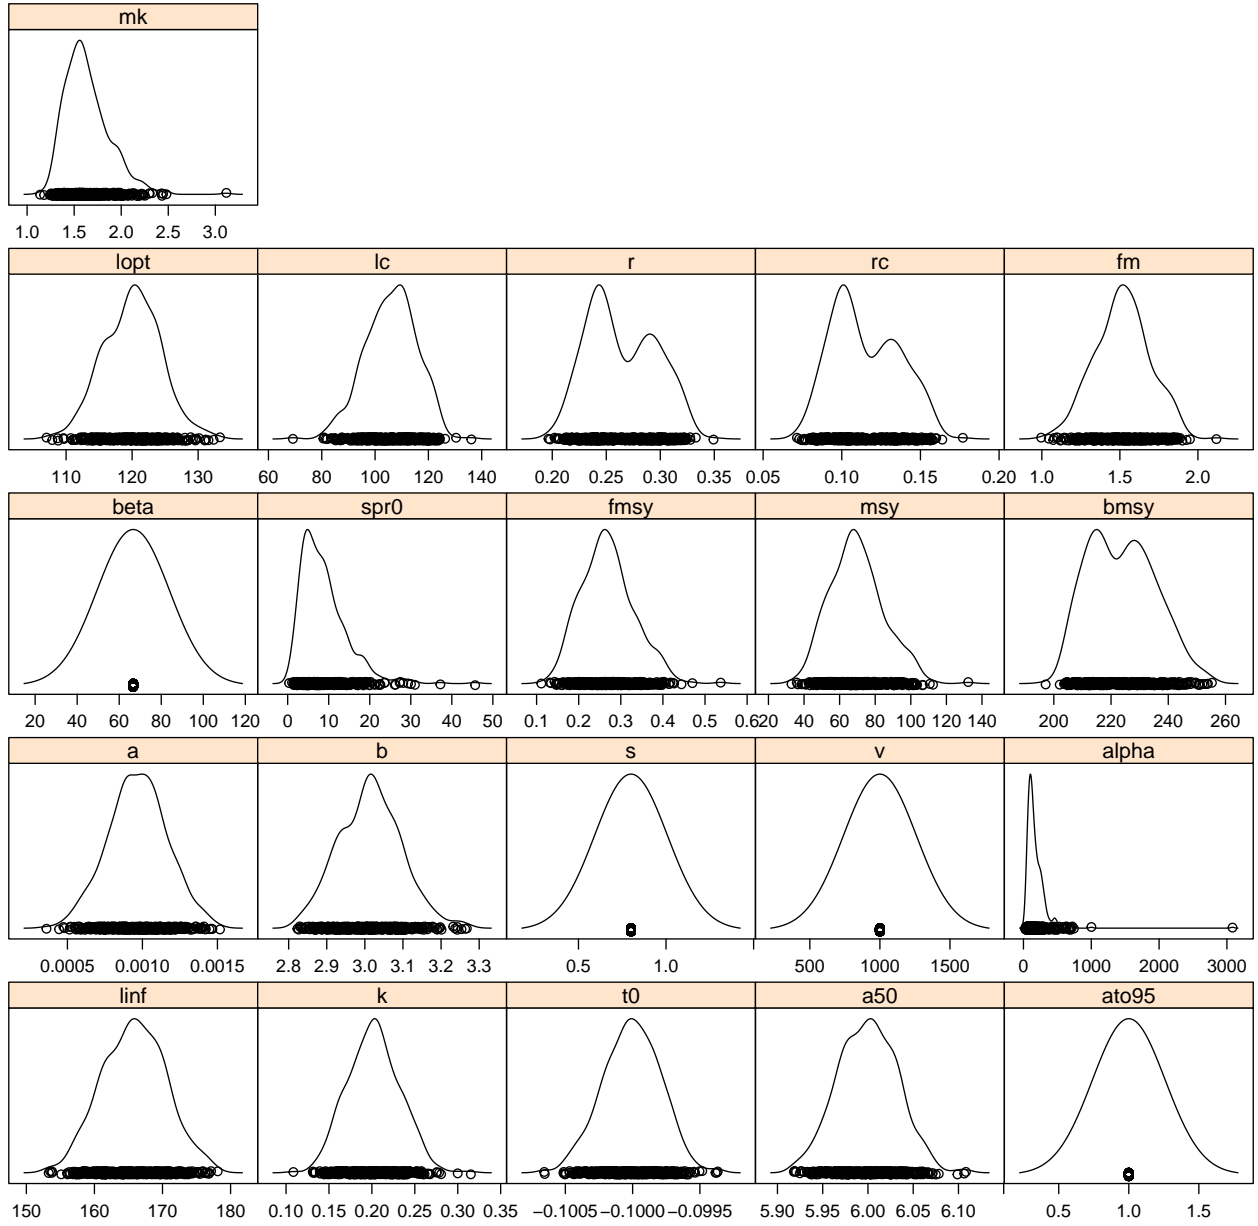 mk
1.0 1.5 2.0 2.5 3.0
lopt lc r rc fm
110 120 130 60 80 100 120 140 0.20 0.25 0.30 0.35 0.05 0.10 0.15 0.20 1.0 1.5 2.0
beta spr0 fmsy msy bmsy
20 40 60 80 100 120 0 10 20 30 40 50 0.1 0.2 0.3 0.4 0.5 0.6 20 40 60 80 100 120 140 200 220 240 260
a b s v alpha
0.0005 0.0010 0.0015 2.8 2.9 3.0 3.1 3.2 3.3 0.5 1.0 500 1000 1500 0 1000 2000 3000
linf k t0 a50 ato95
150 160 170 180 0.10 0.15 0.20 0.25 0.30 0.35 −0.1005 −0.1000 −0.0995 5.90 5.95 6.00 6.05 6.10 0.5 1.0 1.5